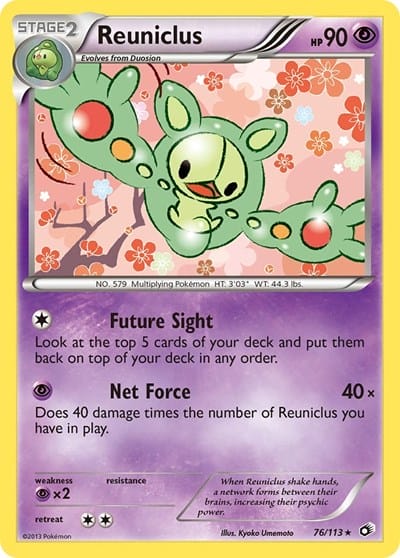 STAGE2
Reuniclus
HP90
Evolves from Duosion
NO. 579 Multiplying Pokémon HT: 3'03" WT: 44.3 lbs.
Future Sight
Look at the top 5 cards of your deck and put them
back on top of your deck in any order.
Net Force 40×
Does 40 damage times the number of Reuniclus you
have in play.
weakness resistance
×2
retreat
When Reuniclus shake hands,
a network forms between their
brains, increasing their psychic
power.
©2013 Pokémon
Illus. Kyoko Umemoto
76/113 ★